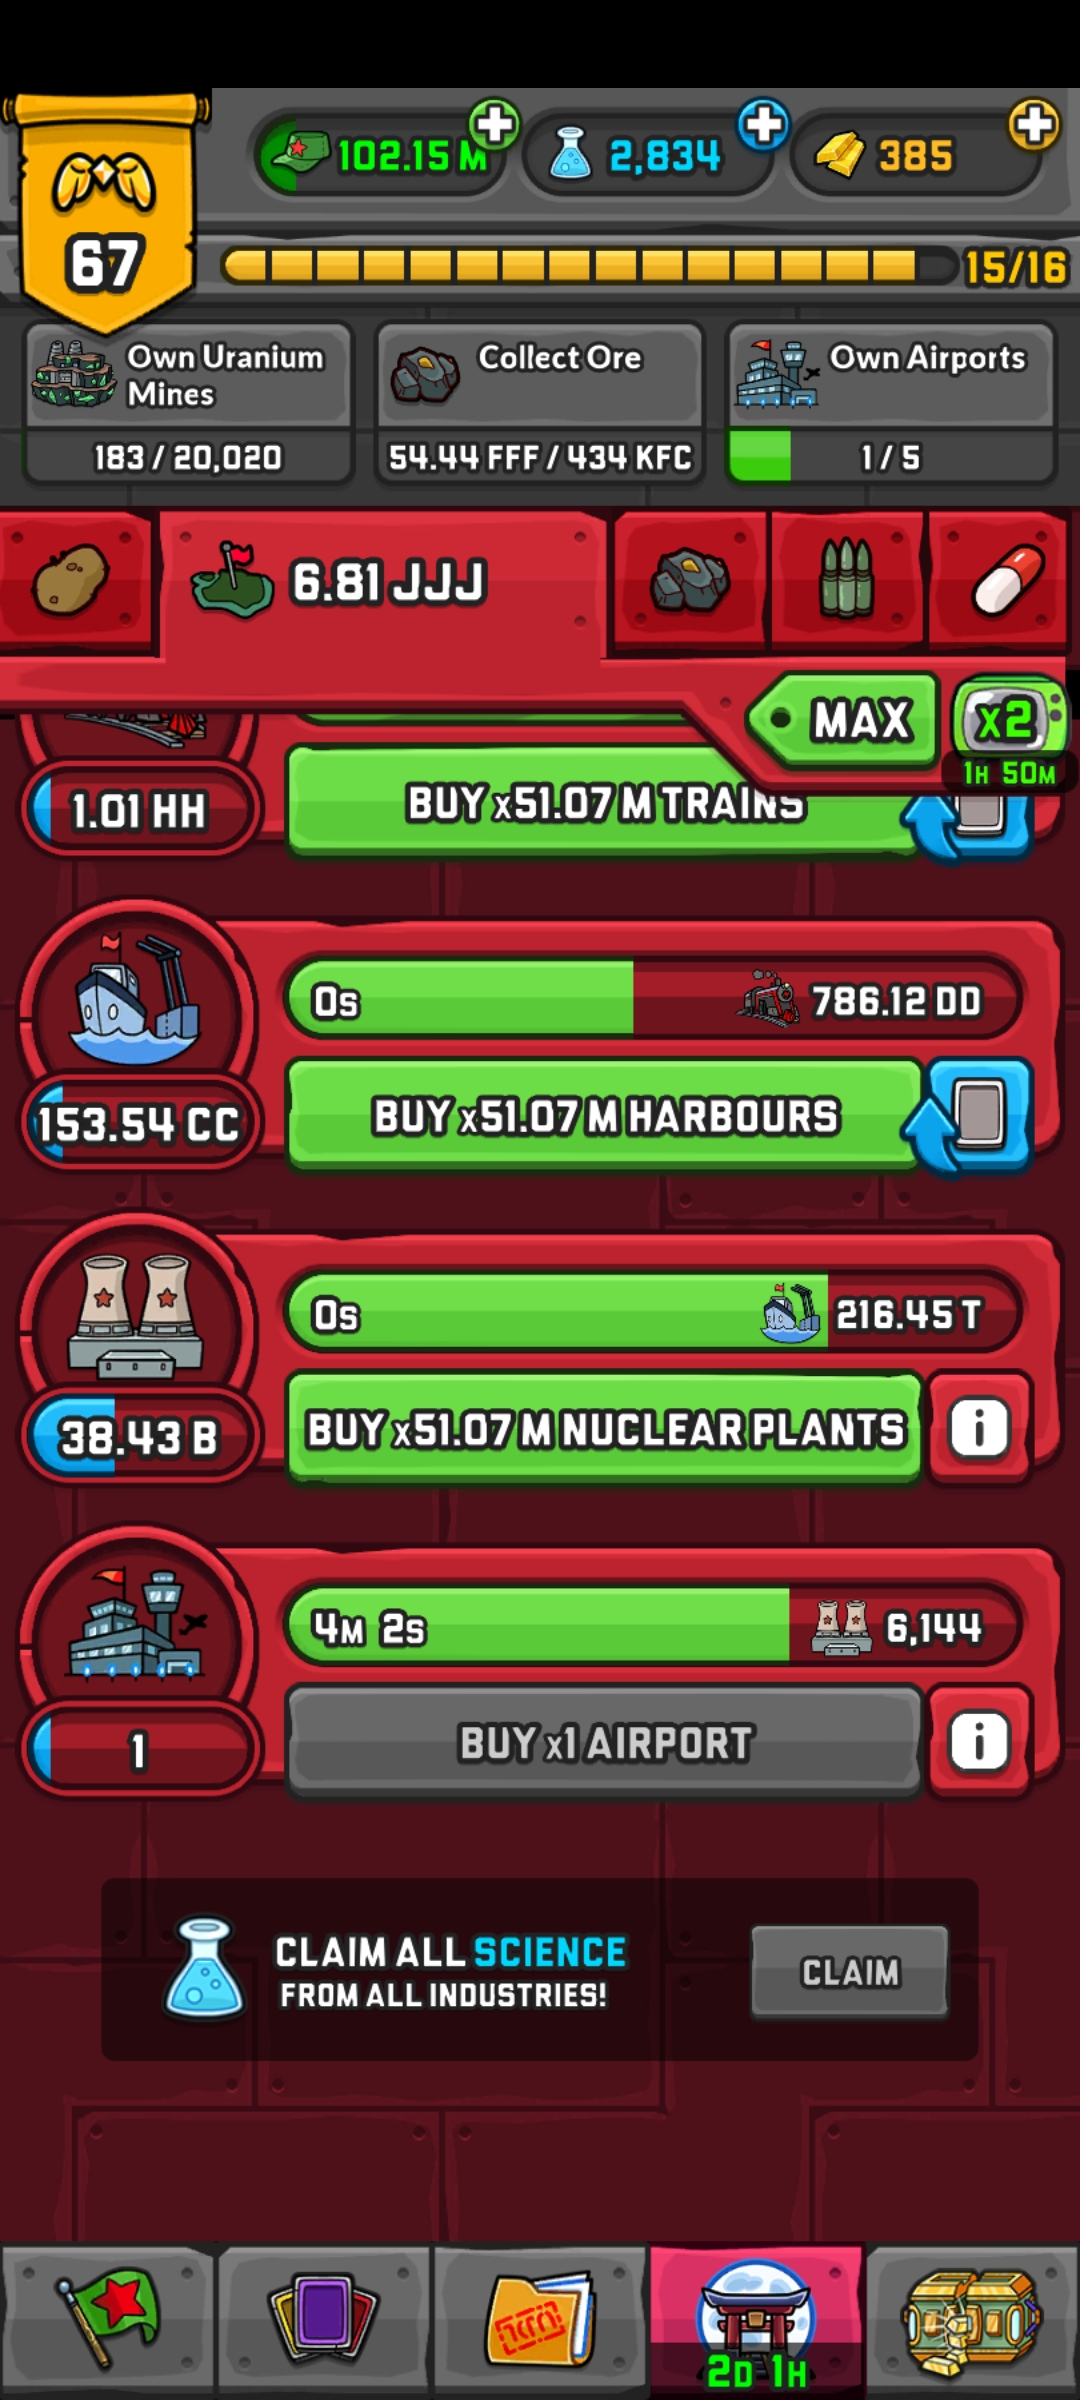 102.15 M
2,834
385
67
15/16
Own Uranium
Mines
183 / 20,020
Collect Ore
54.44 FFF / 434 KFC
Own Airports
1 / 5
6.81 JJJ
MAX
x2
1H 50M
1.01 HH
BUY x51.07 M TRAINS
0s
786.12 DD
153.54 CC
BUY x51.07 M HARBOURS
0s
216.45 T
38.43 B
BUY x51.07 M NUCLEAR PLANTS
4M 2s
6,144
1
BUY x1 AIRPORT
CLAIM ALL SCIENCE
FROM ALL INDUSTRIES!
CLAIM
2D 1H